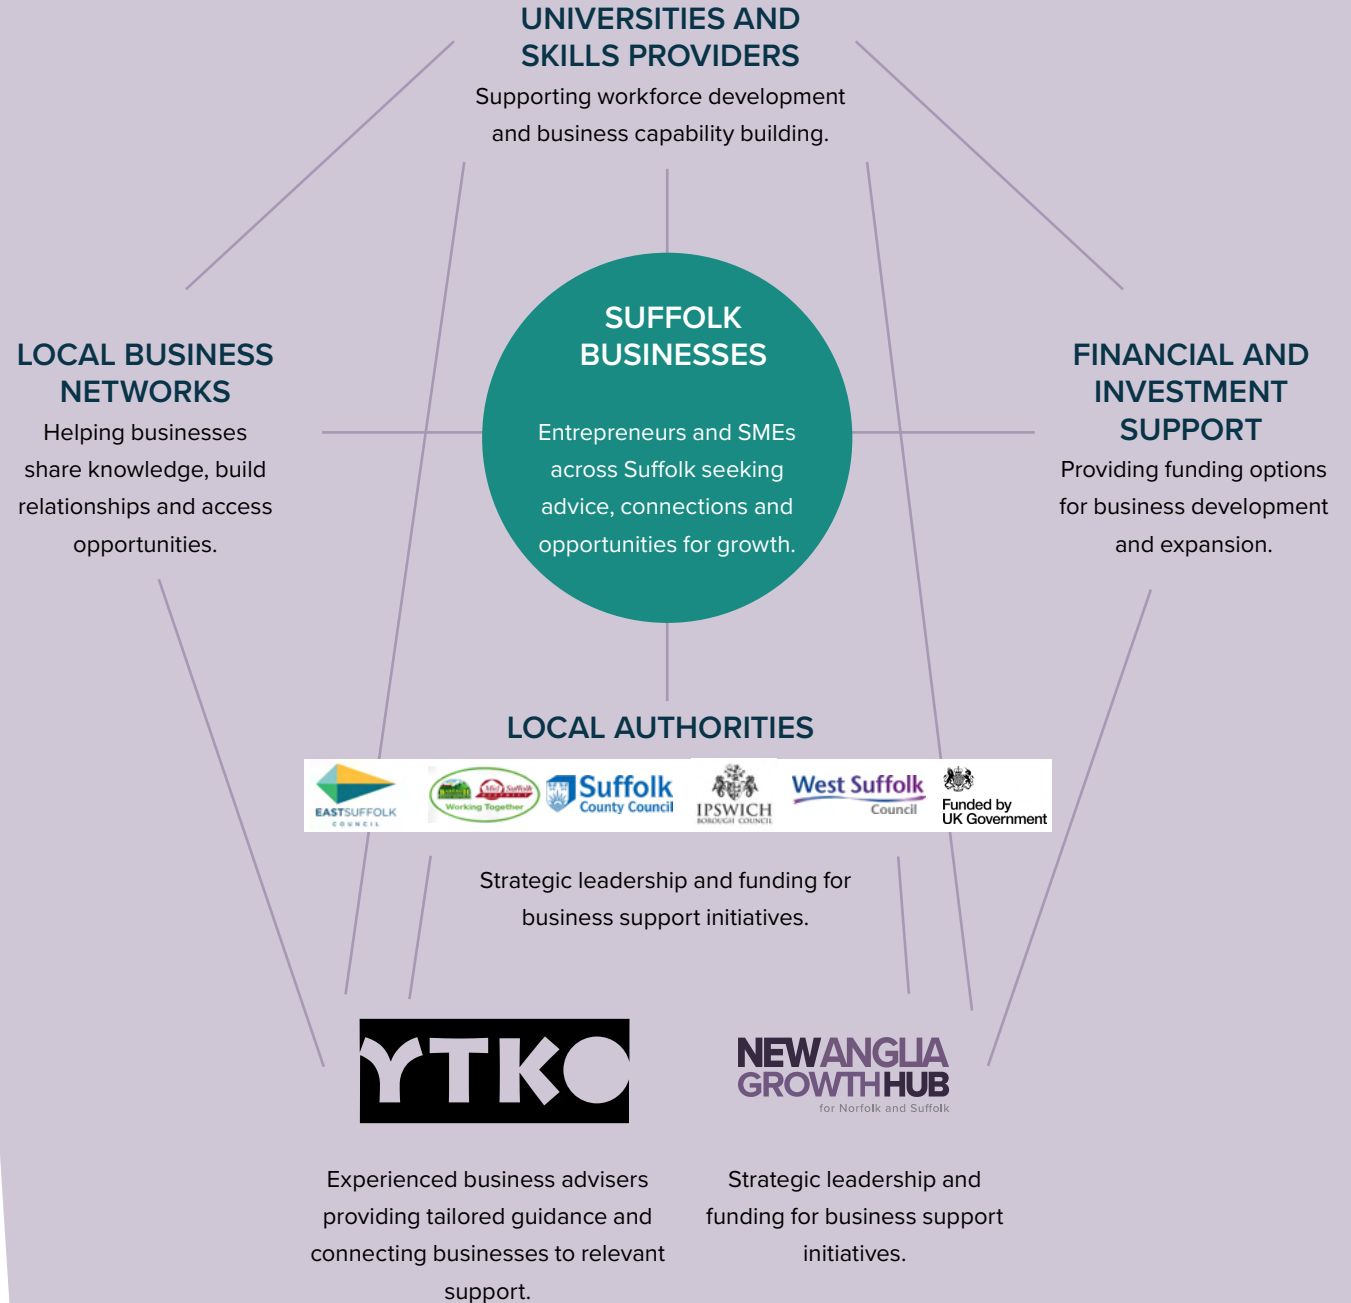 UNIVERSITIES AND
SKILLS PROVIDERS
Supporting workforce development
and business capability building.
SUFFOLK
BUSINESSES
Entrepreneurs and SMEs
across Suffolk seeking
advice, connections and
opportunities for growth.
LOCAL BUSINESS
NETWORKS
Helping businesses
share knowledge, build
relationships and access
opportunities.
FINANCIAL AND
INVESTMENT
SUPPORT
Providing funding options
for business development
and expansion.
LOCAL AUTHORITIES
EASTSUFFOLK
COUNCIL
Mid Suffolk
Working Together
Suffolk
County Council
IPSWICH
BOROUGH COUNCIL
West Suffolk
Council
Funded by
UK Government
Strategic leadership and funding for
business support initiatives.
YTKO
Experienced business advisers
providing tailored guidance and
connecting businesses to relevant
support.
NEWANGLIA
GROWTHHUB
for Norfolk and Suffolk
Strategic leadership and
funding for business support
initiatives.